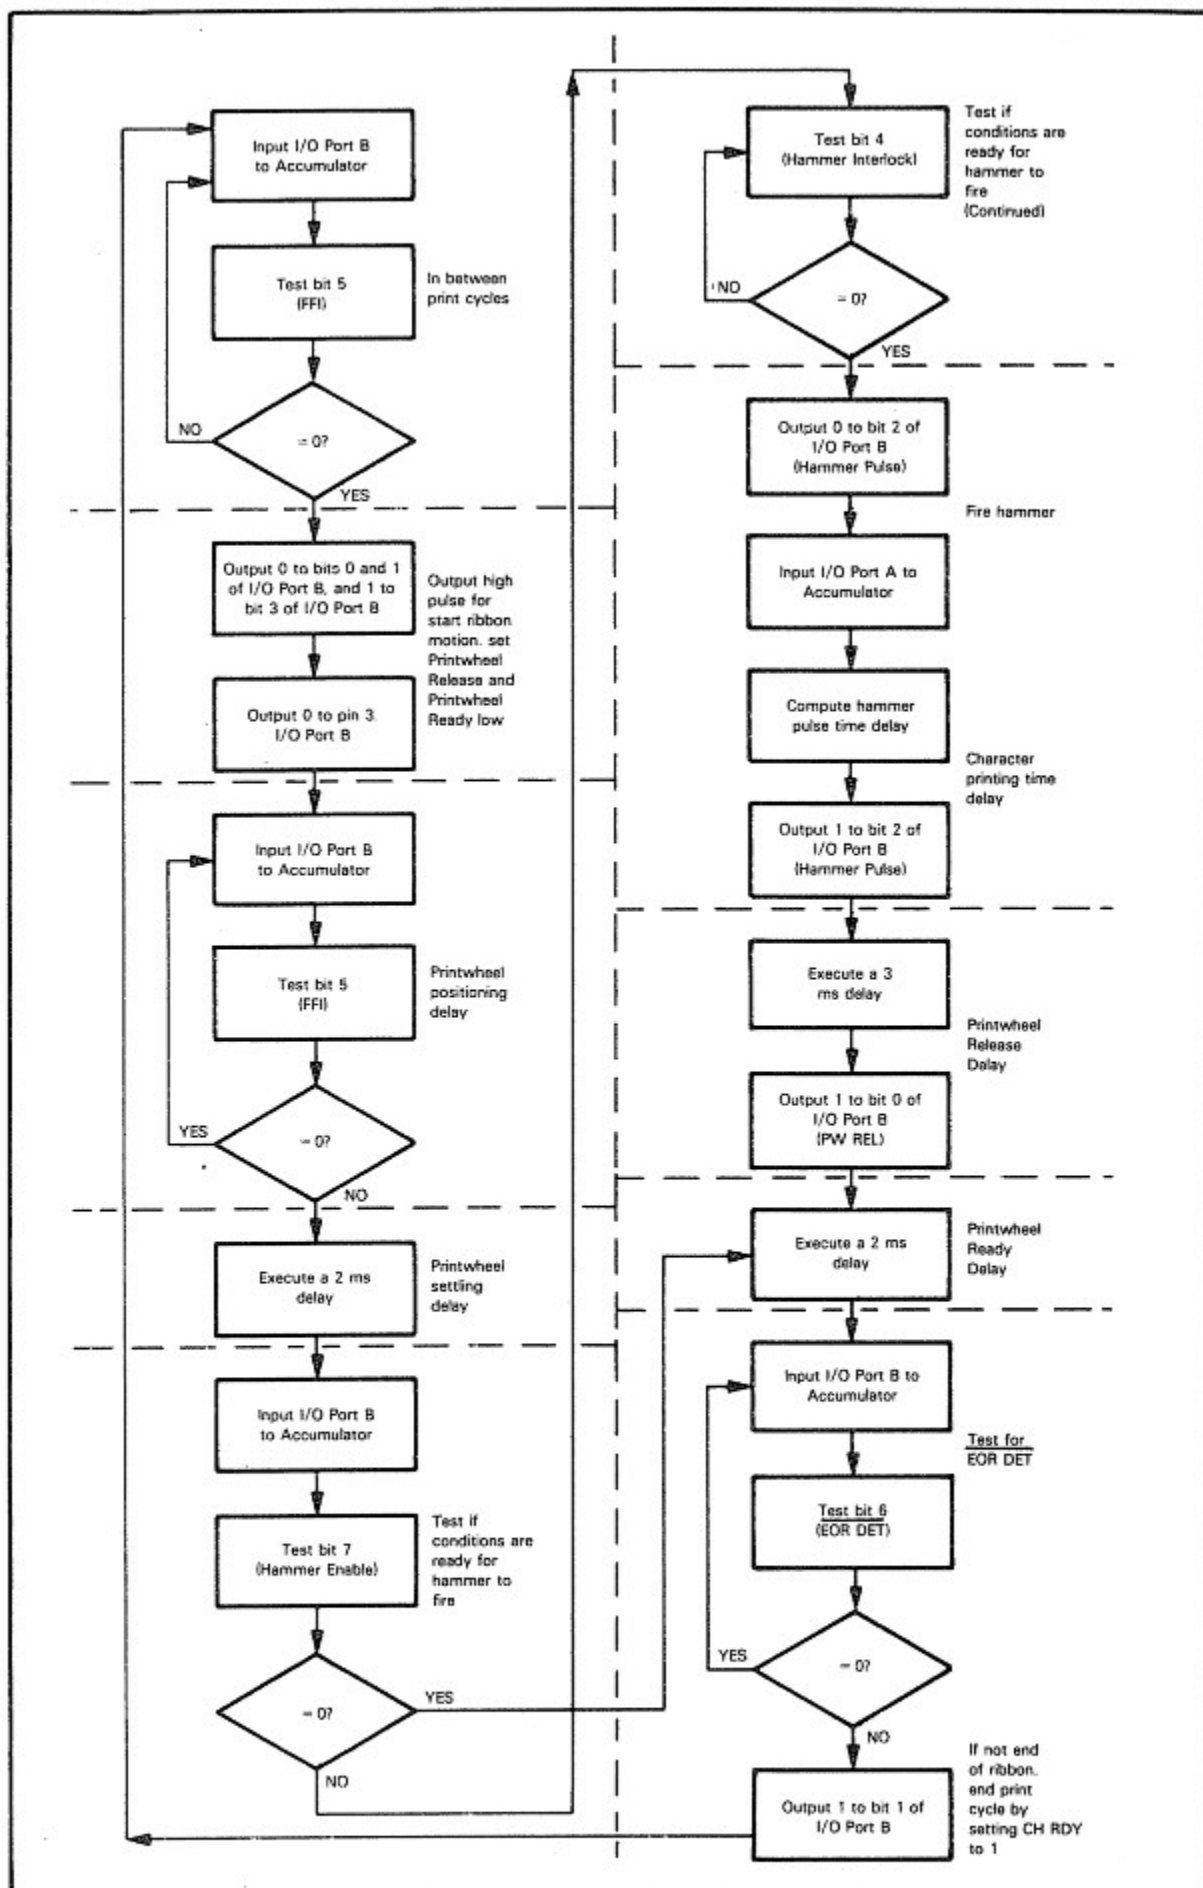 Input I/O Port B
to Accumulator
Test bit 5
(FFI)
In between
print cycles
= 0?
NO
YES
Output 0 to bits 0 and 1
of I/O Port B, and 1 to
bit 3 of I/O Port B
Output 0 to pin 3.
I/O Port B
Output high
pulse for
start ribbon
motion. set
Printwheel
Release and
Printwheel
Ready low
Input I/O Port B
to Accumulator
Test bit 5
(FFI)
Printwheel
positioning
delay
= 0?
YES
NO
Execute a 2 ms
delay
Printwheel
settling
delay
Input I/O Port B
to Accumulator
Test bit 7
(Hammer Enable)
Test if
conditions are
ready for
hammer to
fire
= 0?
YES
NO
Test bit 4
(Hammer Interlock)
Test if
conditions are
ready for
hammer to
fire
(Continued)
= 0?
NO
YES
Output 0 to bit 2 of
I/O Port B
(Hammer Pulse)
Fire hammer
Input I/O Port A to
Accumulator
Compute hammer
pulse time delay
Character
printing time
delay
Output 1 to bit 2 of
I/O Port B
(Hammer Pulse)
Execute a 3
ms delay
Printwheel
Release
Delay
Output 1 to bit 0 of
I/O Port B
(PW REL)
Execute a 2 ms
delay
Printwheel
Ready
Delay
Input I/O Port B to
Accumulator
Test for
EOR DET
Test bit 6
(EOR DET)
= 0?
YES
NO
Output 1 to bit 1 of
I/O Port B
If not end
of ribbon.
end print
cycle by
setting CH RDY
to 1